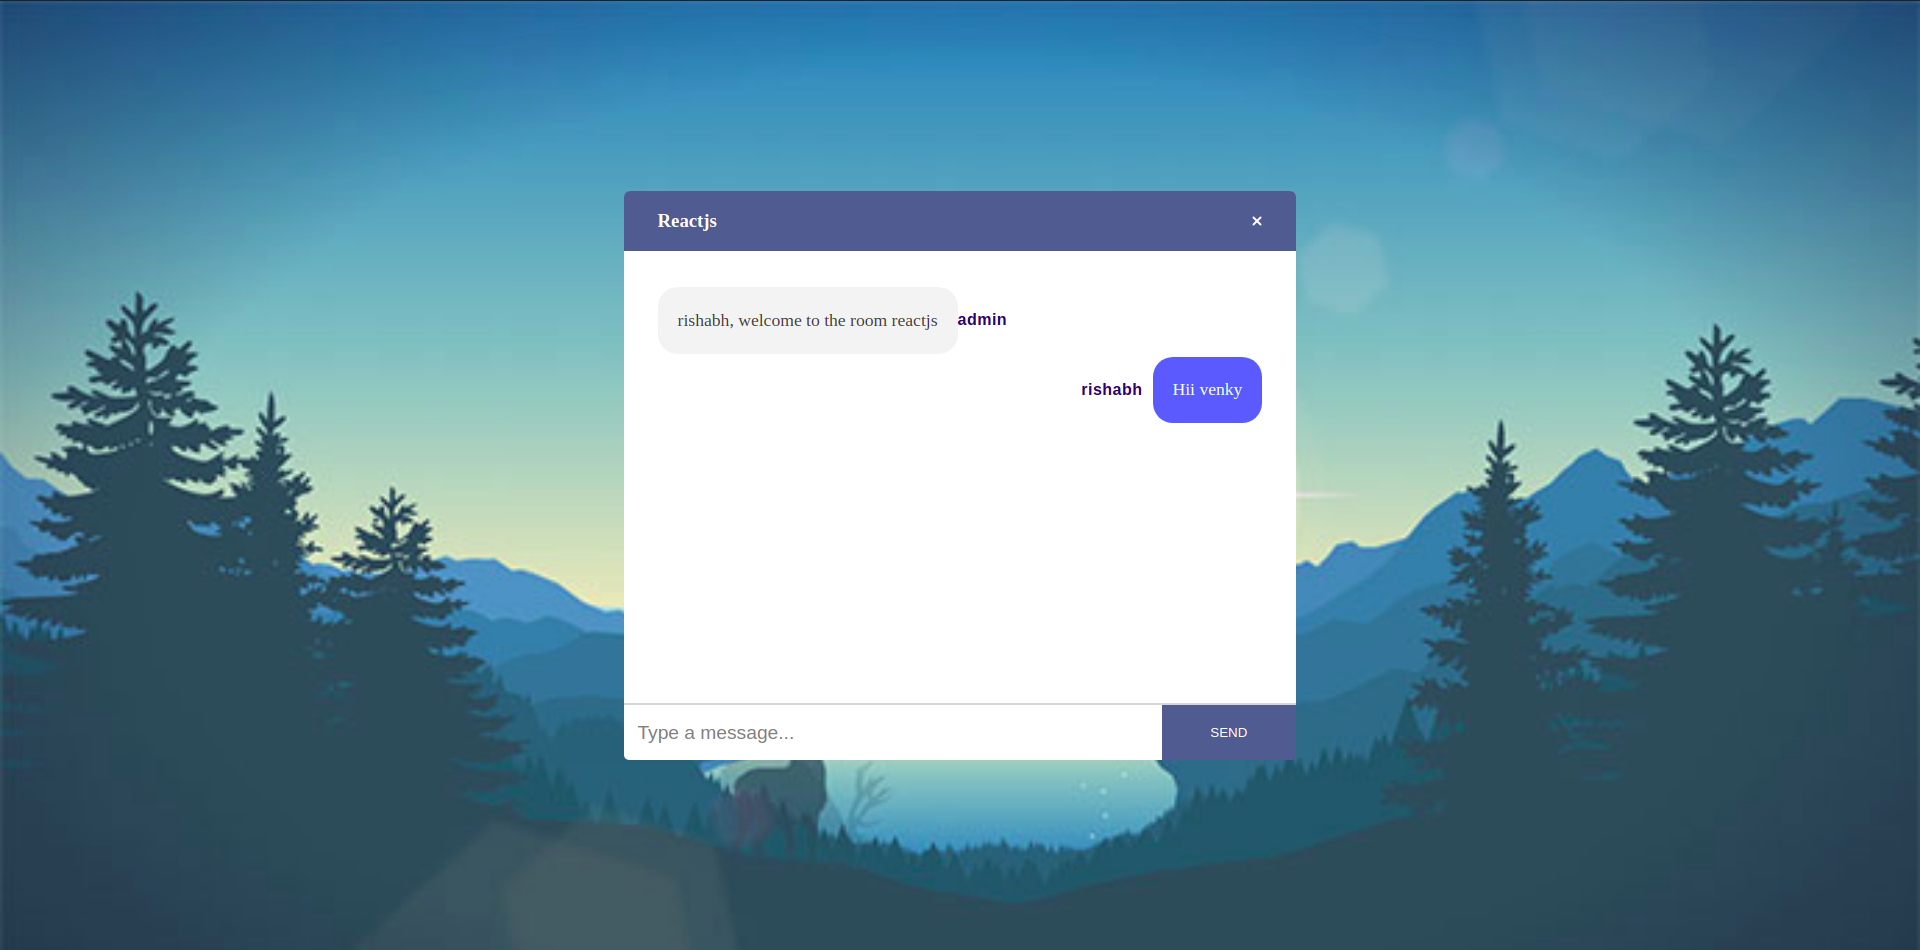 Reactjs ×
rishabh, welcome to the room reactjs admin
rishabh Hii venky
Type a message... SEND